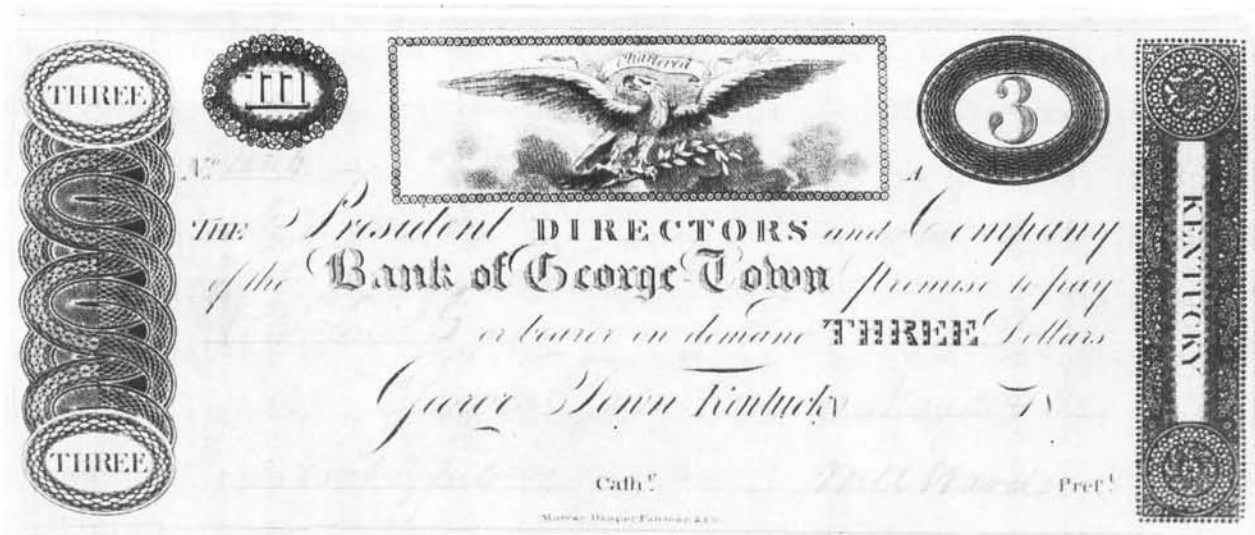 THREE
III
Chartered
3
No
A
THE President DIRECTORS and Company
of the Bank of George-Town promise to pay
or bearer on demand THREE Dollars
George Town Kentucky 18
Cash.r
Pres.t
Murray Draper Fairman & Co.
THREE
KENTUCKY